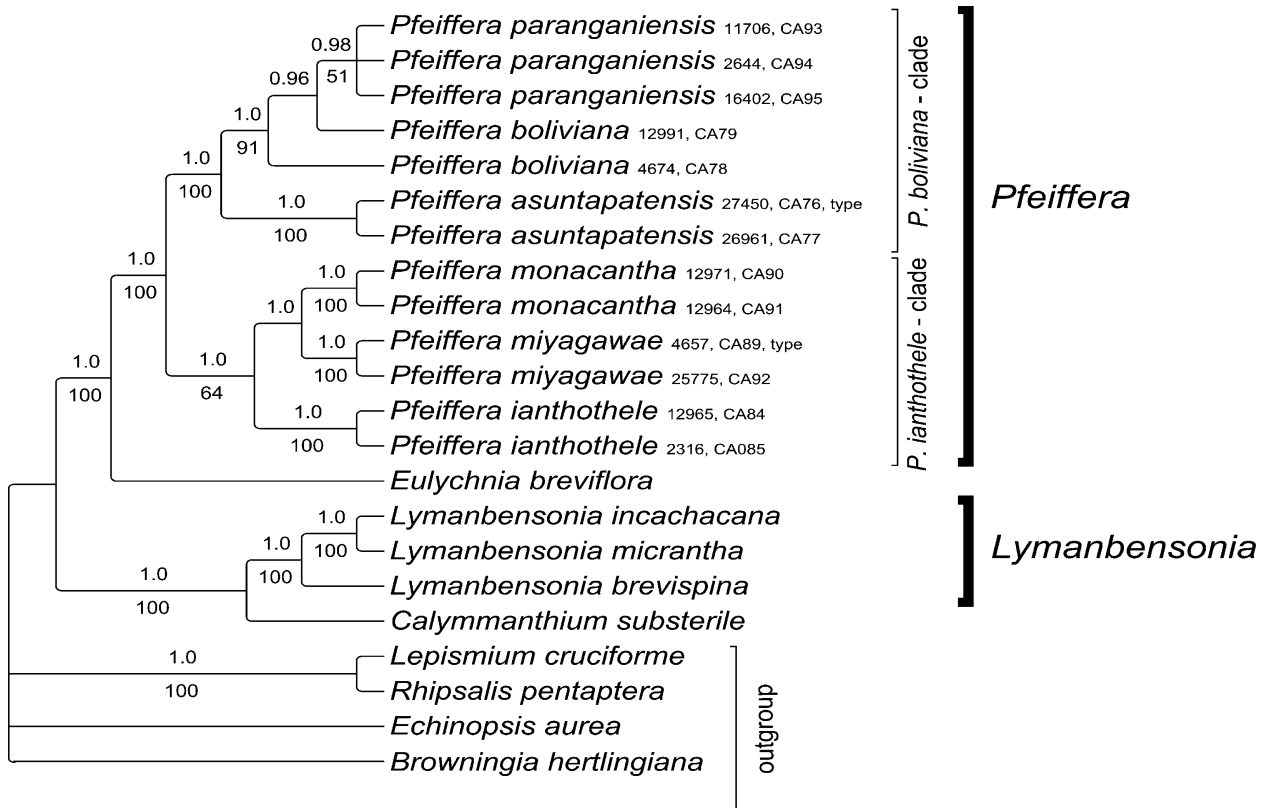 Pfeiffera paranganiensis 11706, CA93
0.98
Pfeiffera paranganiensis 2644, CA94
0.96
51
Pfeiffera paranganiensis 16402, CA95
1.0
Pfeiffera boliviana 12991, CA79
91
1.0
Pfeiffera boliviana 4674, CA78
100
1.0
Pfeiffera asuntapatensis 27450, CA76, type
100
Pfeiffera asuntapatensis 26961, CA77
P. boliviana - clade
Pfeiffera
1.0
100
1.0
Pfeiffera monacantha 12971, CA90
1.0
100
Pfeiffera monacantha 12964, CA91
1.0
Pfeiffera miyagawae 4657, CA89, type
1.0
64
100
Pfeiffera miyagawae 25775, CA92
1.0
100
1.0
Pfeiffera ianthothele 12965, CA84
100
Pfeiffera ianthothele 2316, CA085
P. ianthothele - clade
Eulychnia breviflora
1.0
Lymanbensonia incachacana
1.0
100
Lymanbensonia micrantha
Lymanbensonia
1.0
100
Lymanbensonia brevispina
100
Calymmanthium substerile
1.0
Lepismium cruciforme
100
Rhipsalis pentaptera
Echinopsis aurea
Browningia hertlingiana
outgroup